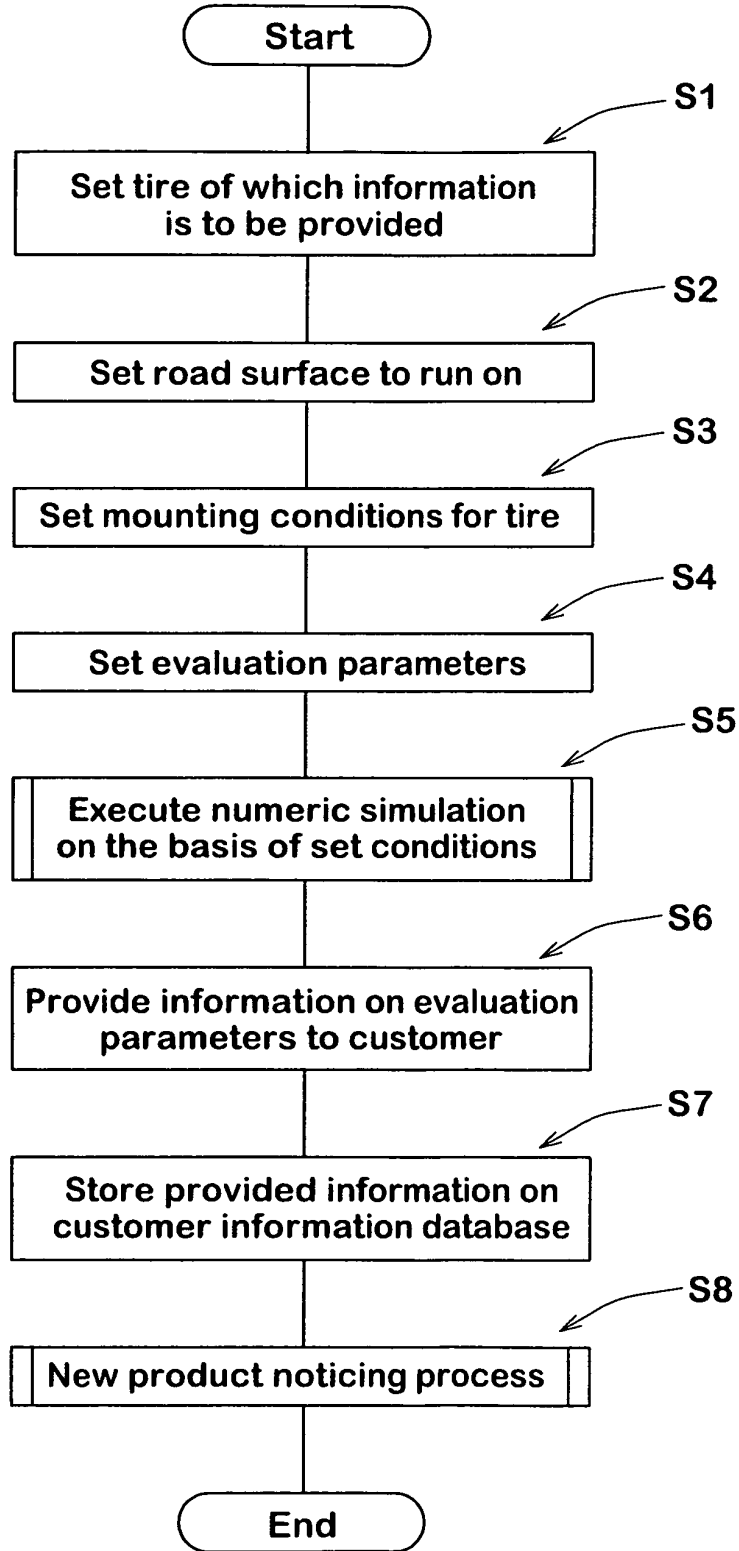 Start
S1
Set tire of which information
is to be provided
S2
Set road surface to run on
S3
Set mounting conditions for tire
S4
Set evaluation parameters
S5
Execute numeric simulation
on the basis of set conditions
S6
Provide information on evaluation
parameters to customer
S7
Store provided information on
customer information database
S8
New product noticing process
End